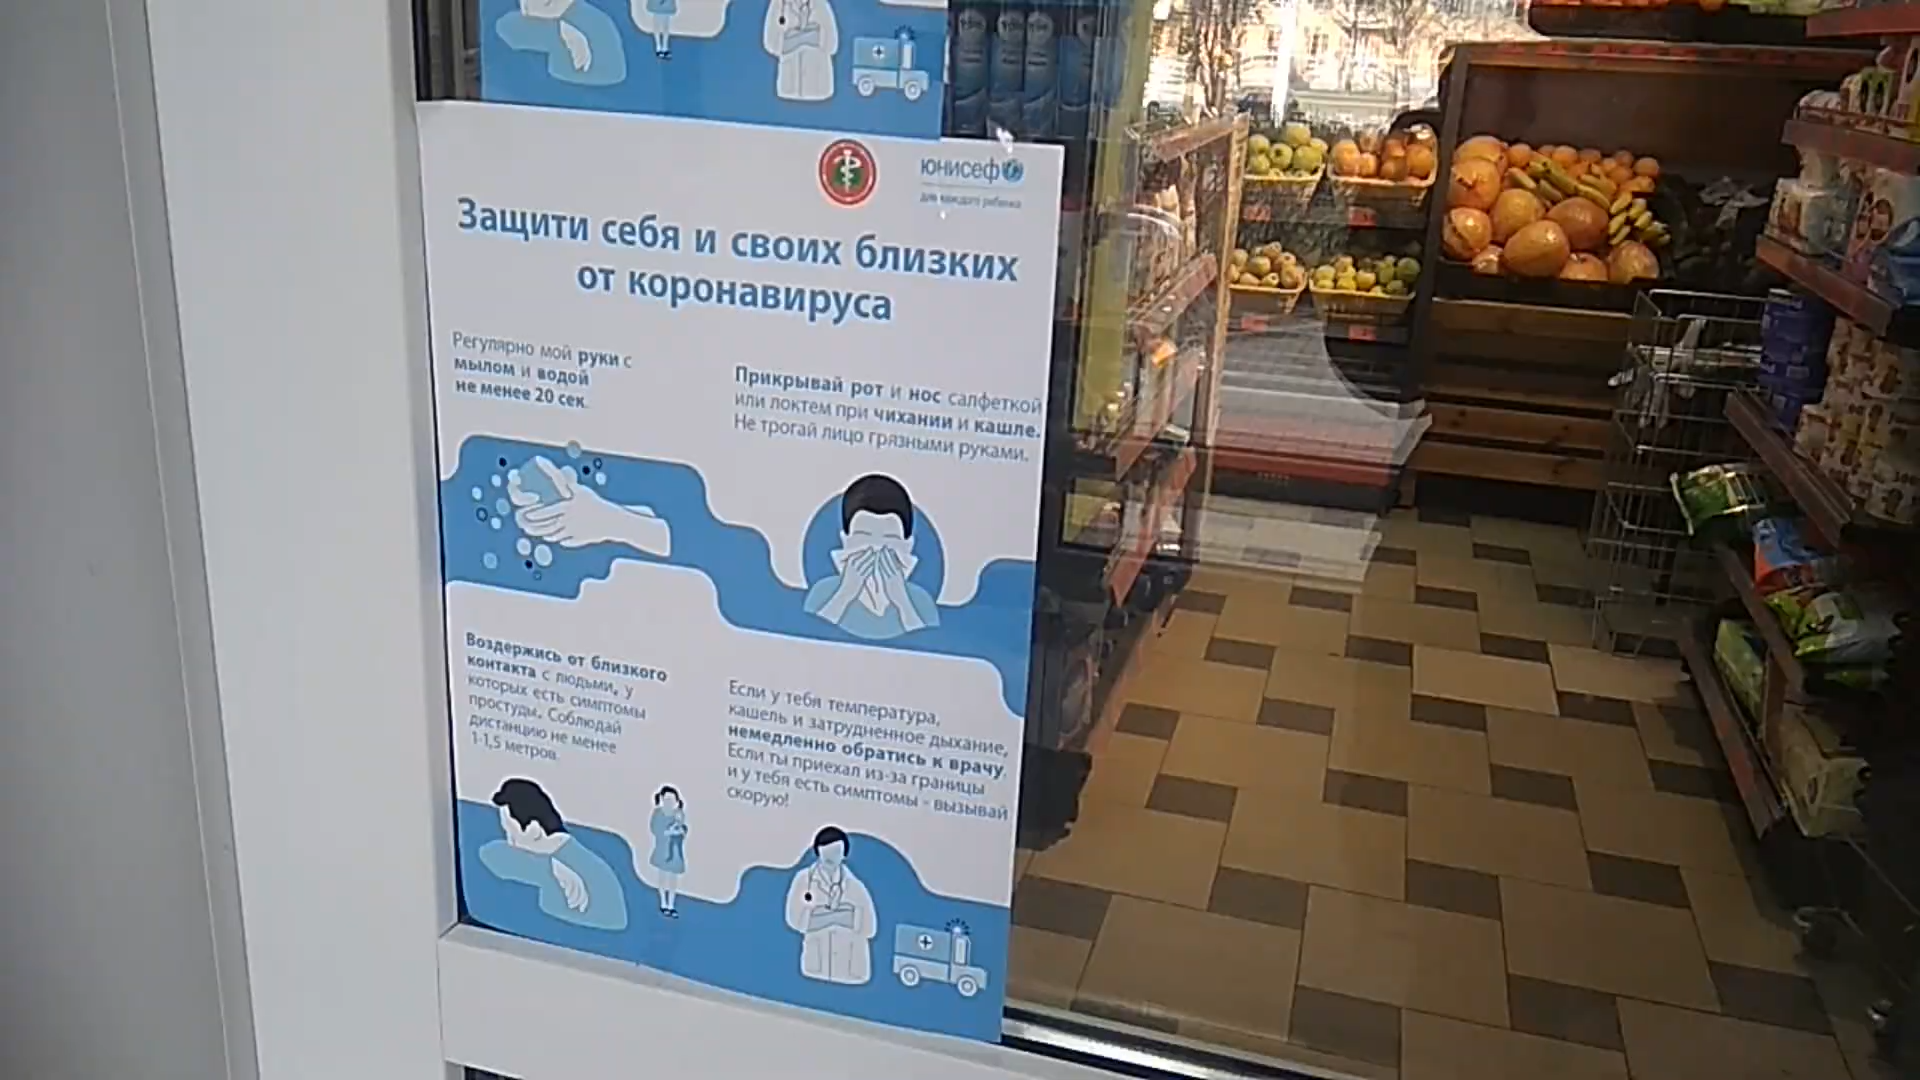 юнисеф
для каждого ребенка
Защити себя и своих близких
от коронавируса
Регулярно мой руки с
мылом и водой
не менее 20 сек.
Прикрывай рот и нос салфеткой
или локтем при чихании и кашле.
Не трогай лицо грязными руками.
Воздержись от близкого
контакта с людьми, у
которых есть симптомы
простуды. Соблюдай
дистанцию не менее
1-1,5 метров.
Если у тебя температура,
кашель и затрудненное дыхание,
немедленно обратись к врачу.
Если ты приехал из-за границы
и у тебя есть симптомы - вызывай
скорую!